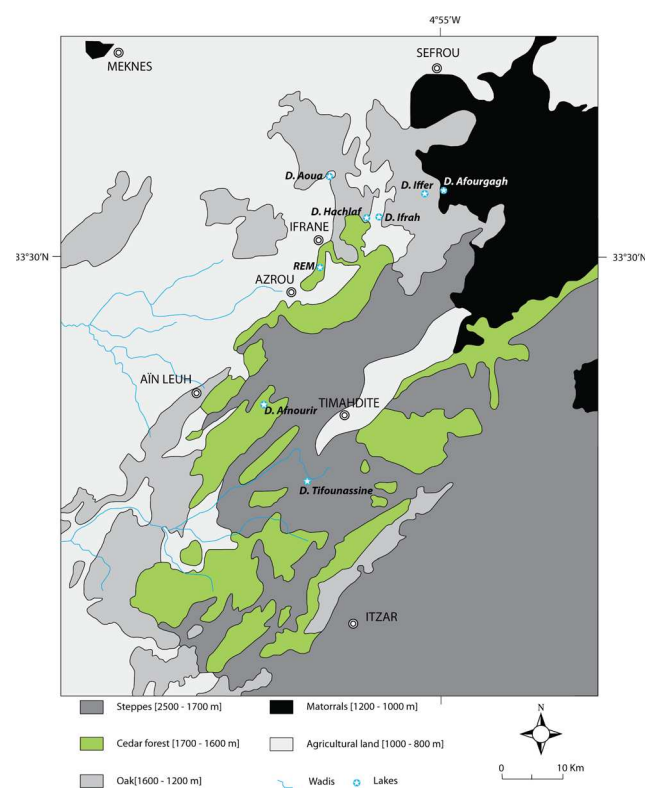 4°55'W
MEKNES
SEFROU
D. Aoua
D. Iffer
D. Afourgagh
D. Hachlaf
D. Ifrah
IFRANE
33°30'N
33°30'N
REM
AZROU
AÏN LEUH
TIMAHDITE
D. Afnourir
D. Tifounassine
ITZAR
Steppes [2500 - 1700 m]
Matorrals [1200 - 1000 m]
N
Cedar forest [1700 - 1600 m]
Agricultural land [1000 - 800 m]
Oak[1600 - 1200 m]
Wadis
Lakes
0 10 Km